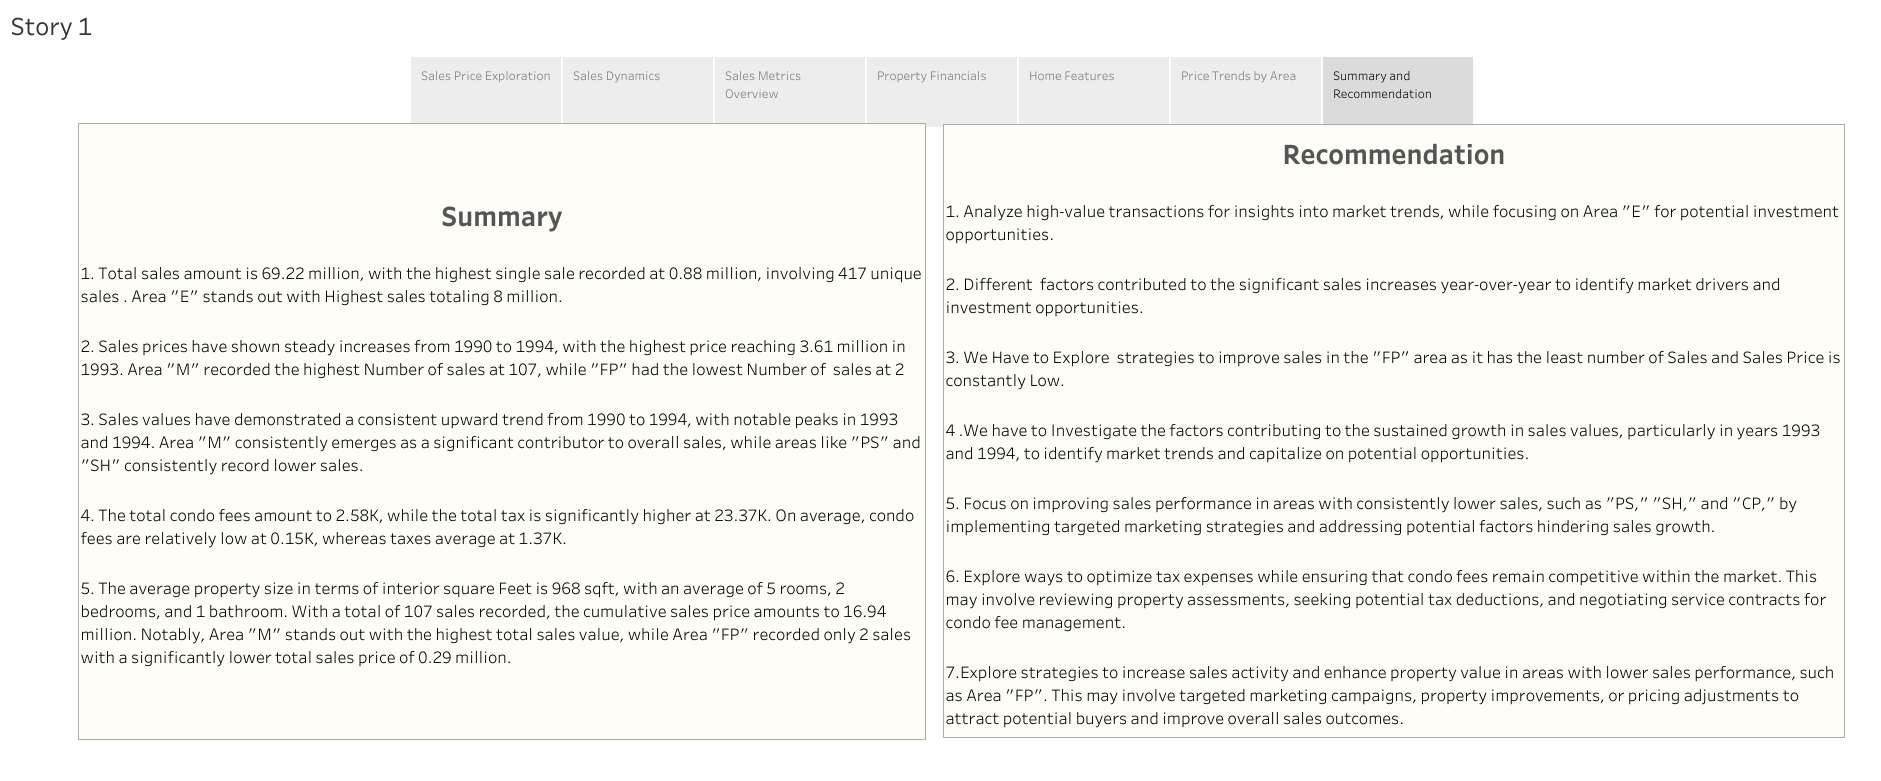 Story 1
Sales Price Exploration
Sales Dynamics
Sales Metrics
Overview
Property Financials
Home Features
Price Trends by Area
Summary and
Recommendation
Summary
1. Total sales amount is 69.22 million, with the highest single sale recorded at 0.88 million, involving 417 unique
sales . Area "E" stands out with Highest sales totaling 8 million.
2. Sales prices have shown steady increases from 1990 to 1994, with the highest price reaching 3.61 million in
1993. Area "M" recorded the highest Number of sales at 107, while "FP" had the lowest Number of  sales at 2
3. Sales values have demonstrated a consistent upward trend from 1990 to 1994, with notable peaks in 1993
and 1994. Area "M" consistently emerges as a significant contributor to overall sales, while areas like "PS" and
"SH" consistently record lower sales.
4. The total condo fees amount to 2.58K, while the total tax is significantly higher at 23.37K. On average, condo
fees are relatively low at 0.15K, whereas taxes average at 1.37K.
5. The average property size in terms of interior square Feet is 968 sqft, with an average of 5 rooms, 2
bedrooms, and 1 bathroom. With a total of 107 sales recorded, the cumulative sales price amounts to 16.94
million. Notably, Area "M" stands out with the highest total sales value, while Area "FP" recorded only 2 sales
with a significantly lower total sales price of 0.29 million.
Recommendation
1. Analyze high-value transactions for insights into market trends, while focusing on Area "E" for potential investment
opportunities.
2. Different  factors contributed to the significant sales increases year-over-year to identify market drivers and
investment opportunities.
3. We Have to Explore  strategies to improve sales in the "FP" area as it has the least number of Sales and Sales Price is
constantly Low.
4 .We have to Investigate the factors contributing to the sustained growth in sales values, particularly in years 1993
and 1994, to identify market trends and capitalize on potential opportunities.
5. Focus on improving sales performance in areas with consistently lower sales, such as "PS," "SH," and "CP," by
implementing targeted marketing strategies and addressing potential factors hindering sales growth.
6. Explore ways to optimize tax expenses while ensuring that condo fees remain competitive within the market. This
may involve reviewing property assessments, seeking potential tax deductions, and negotiating service contracts for
condo fee management.
7.Explore strategies to increase sales activity and enhance property value in areas with lower sales performance, such
as Area "FP". This may involve targeted marketing campaigns, property improvements, or pricing adjustments to
attract potential buyers and improve overall sales outcomes.